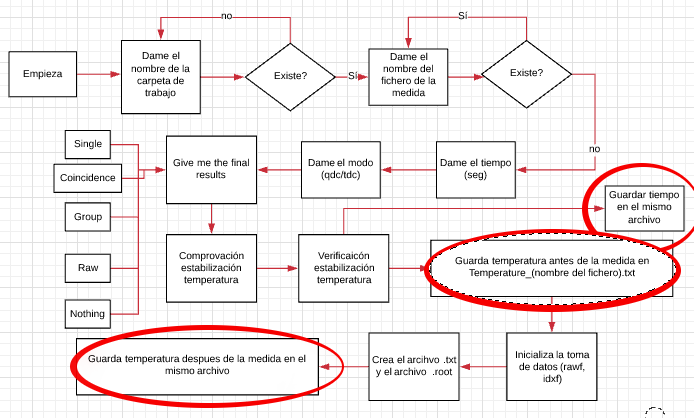 no
Sí
Empieza
Dame el
nombre de la
carpeta de
trabajo
Existe?
Sí
Dame el
nombre del
fichero de la
medida
Existe?
no
Single
Coincidence
Group
Raw
Nothing
Give me the final
results
Dame el modo
(qdc/tdc)
Dame el tiempo
(seg)
Guardar tiempo
en el mismo
archivo
Comprovación
estabilización
temperatura
Verificaición
estabilización
temperatura
Guarda temperatura antes de la medida en
Temperature_(nombre del fichero).txt
Guarda temperatura despues de la medida en el
mismo archivo
Crea el arcihvo .txt
y el archivo .root
Inicializa la toma
de datos (rawf,
idxf)